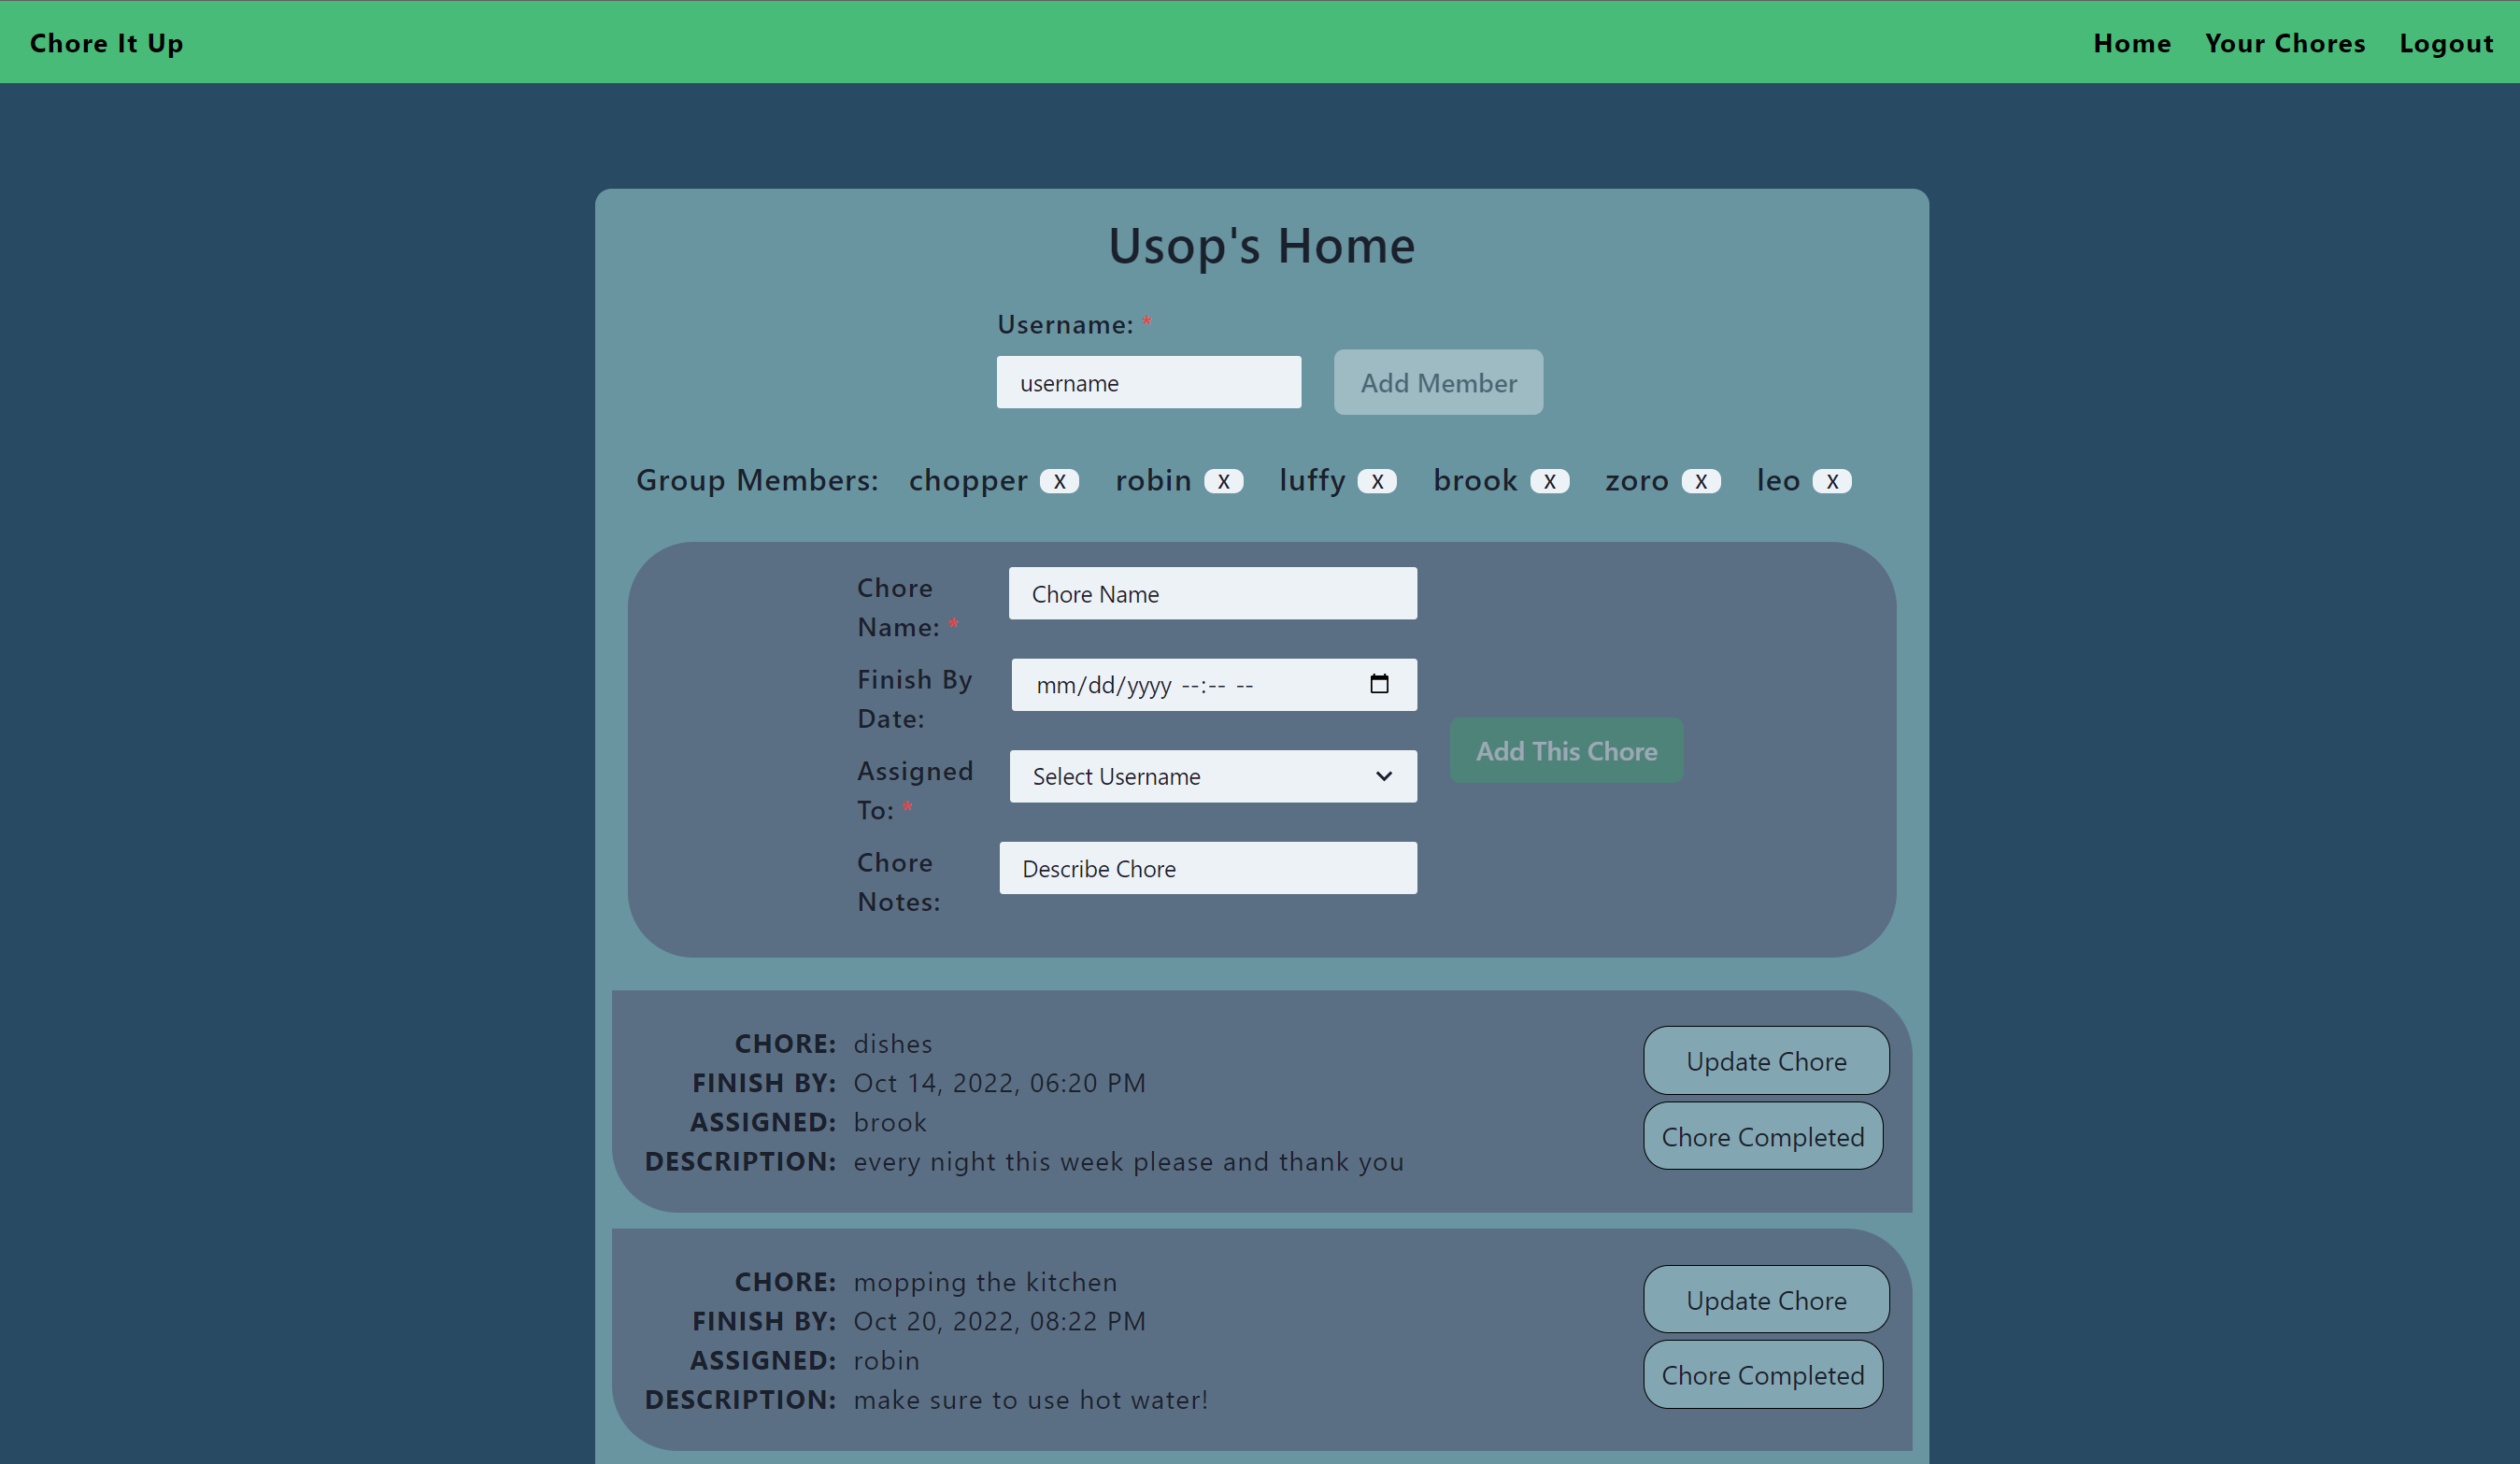 Chore It Up Home Your Chores Logout
Usop's Home
Username: *
username Add Member
Group Members: chopper X robin X luffy X brook X zoro X leo X
Chore Name: * Chore Name
Finish By Date: mm/dd/yyyy --:-- --
Assigned To: * Select Username
Add This Chore
Chore Notes: Describe Chore
CHORE: dishes
FINISH BY: Oct 14, 2022, 06:20 PM
ASSIGNED: brook
DESCRIPTION: every night this week please and thank you
Update Chore
Chore Completed
CHORE: mopping the kitchen
FINISH BY: Oct 20, 2022, 08:22 PM
ASSIGNED: robin
DESCRIPTION: make sure to use hot water!
Update Chore
Chore Completed